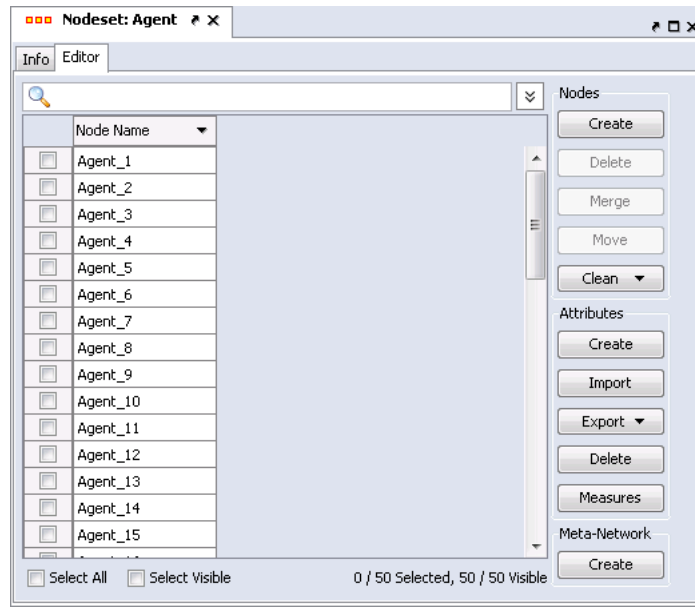 Nodeset: Agent
Info Editor
Nodes
Node Name
Create
Agent_1
Delete
Agent_2
Agent_3
Merge
Agent_4
Move
Agent_5
Clean
Agent_6
Attributes
Agent_7
Create
Agent_8
Agent_9
Import
Agent_10
Export
Agent_11
Agent_12
Delete
Agent_13
Measures
Agent_14
Agent_15
Meta-Network
Create
Select All Select Visible 0 / 50 Selected, 50 / 50 Visible